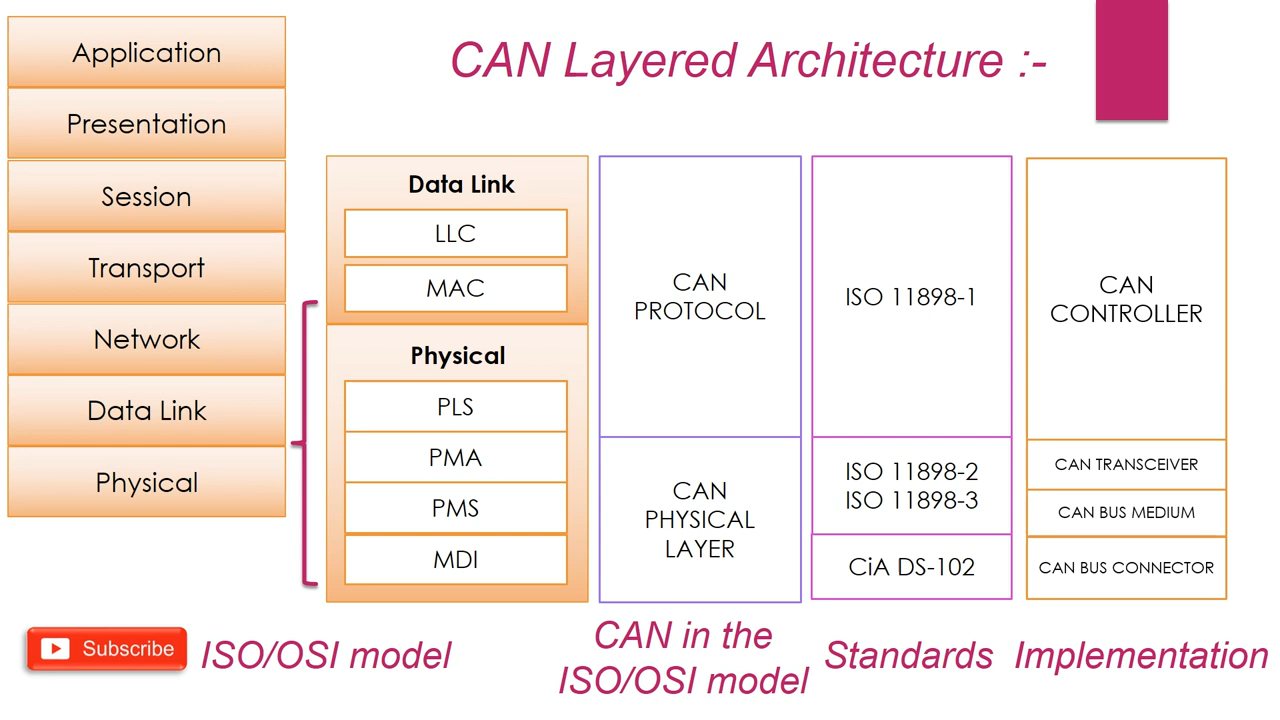 CAN Layered Architecture :-
Application
Presentation
Session
Transport
Network
Data Link
Physical
Data Link
LLC
MAC
Physical
PLS
PMA
PMS
MDI
CAN
PROTOCOL
CAN
PHYSICAL
LAYER
ISO 11898-1
ISO 11898-2
ISO 11898-3
CiA DS-102
CAN
CONTROLLER
CAN TRANSCEIVER
CAN BUS MEDIUM
CAN BUS CONNECTOR
Subscribe
ISO/OSI model
CAN in the
ISO/OSI model
Standards
Implementation